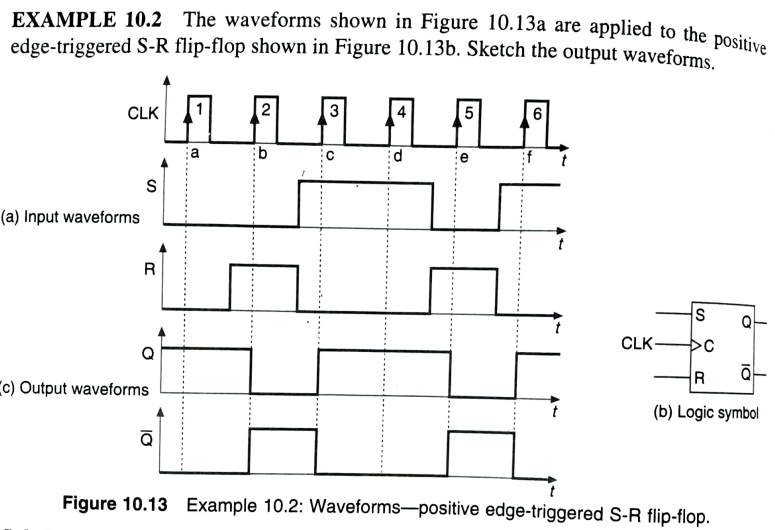 EXAMPLE 10.2 The waveforms shown in Figure 10.13a are applied to the positive
edge-triggered S-R flip-flop shown in Figure 10.13b. Sketch the output waveforms.
CLK
1 2 3 4 5 6
a b c d e f t
S
(a) Input waveforms
t
R
t
S Q
CLK C
R Q̅
(b) Logic symbol
Q
(c) Output waveforms
t
Q̅
t
Figure 10.13 Example 10.2: Waveforms—positive edge-triggered S-R flip-flop.